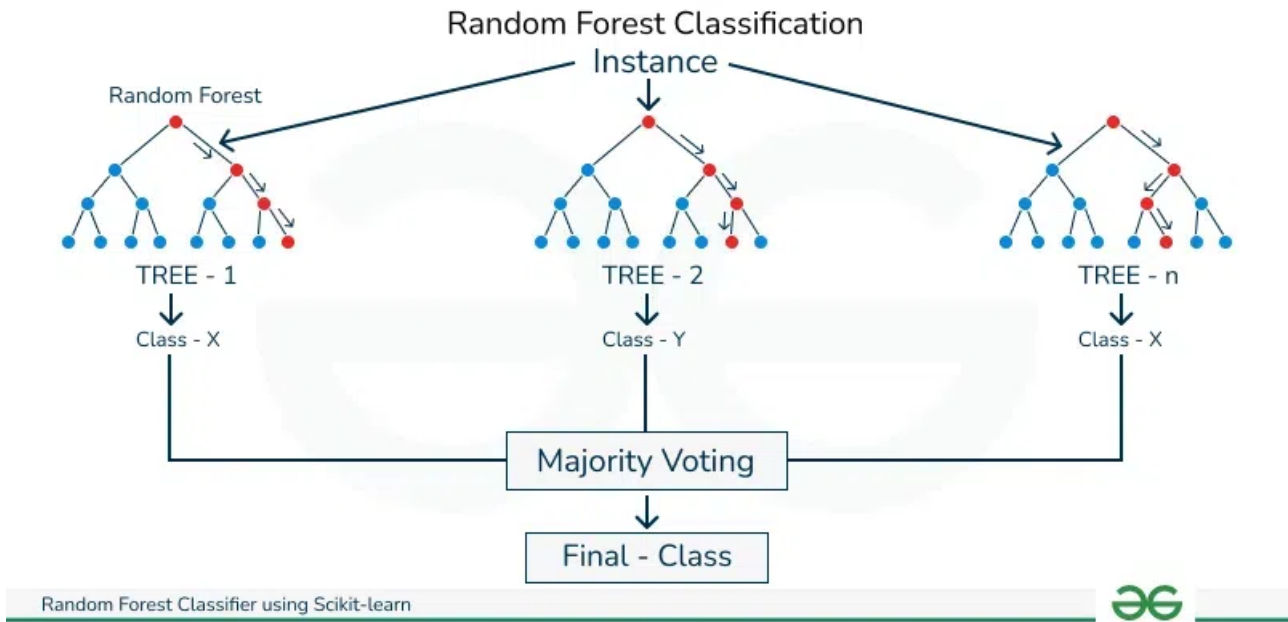 Random Forest Classification
Instance
Random Forest
TREE - 1
TREE - 2
TREE - n
Class - X
Class - Y
Class - X
Majority Voting
Final - Class
Random Forest Classifier using Scikit-learn